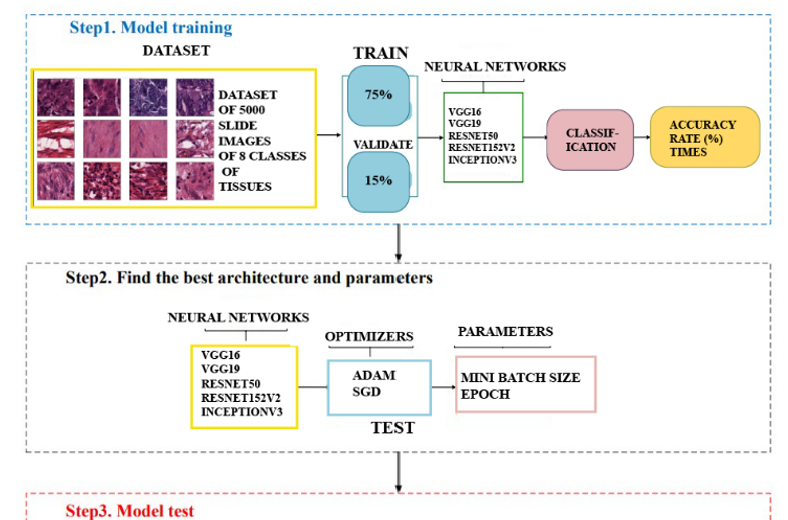 Step1. Model training
DATASET
DATASET
OF 5000
SLIDE
IMAGES
OF 8 CLASSES
OF
TISSUES
TRAIN
75%
VALIDATE
15%
NEURAL NETWORKS
VGG16
VGG19
RESNET50
RESNET152V2
INCEPTIONV3
CLASSIF-
ICATION
ACCURACY
RATE (%)
TIMES
Step2. Find the best architecture and parameters
NEURAL NETWORKS
VGG16
VGG19
RESNET50
RESNET152V2
INCEPTIONV3
OPTIMIZERS
ADAM
SGD
PARAMETERS
MINI BATCH SIZE
EPOCH
TEST
Step3. Model test